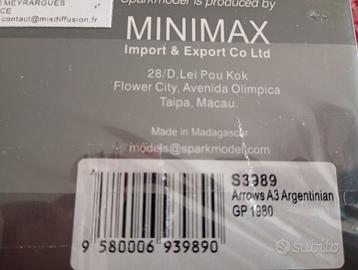 MEYRARGUES
CE
contact@mixdiffusion.fr
Sparkmodel is produced by
MINIMAX
Import & Export Co Ltd
28/D, Lei Pou Kok
Flower City, Avenida Olimpica
Taipa, Macau.
Made in Madagascar
models@sparkmodel.com
S3989
Arrows A3 Argentinian
GP 1980
9 580006 939890
subito